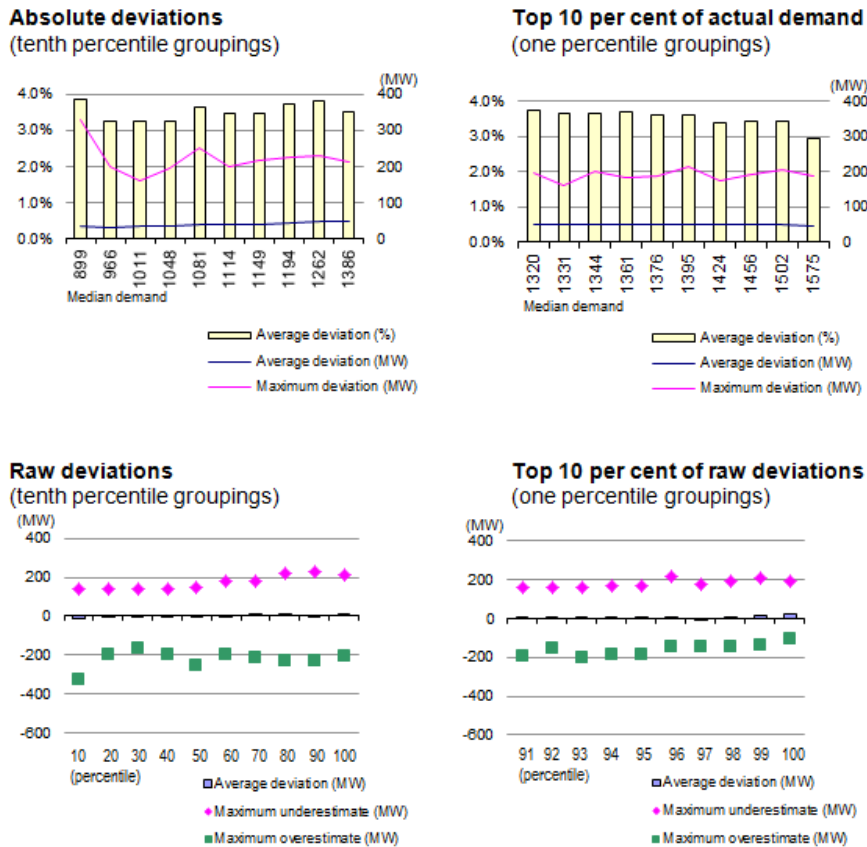 Absolute deviations
(tenth percentile groupings)
(MW)
4.0%
3.0%
2.0%
1.0%
0.0%
400
300
200
100
0
899
966
1011
1048
1081
1114
1149
1194
1262
1386
Median demand
Average deviation (%)
Average deviation (MW)
Maximum deviation (MW)
Top 10 per cent of actual demand
(one percentile groupings)
(MW)
4.0%
3.0%
2.0%
1.0%
0.0%
400
300
200
100
0
1320
1331
1344
1361
1376
1395
1424
1456
1502
1575
Median demand
Average deviation (%)
Average deviation (MW)
Maximum deviation (MW)
Raw deviations
(tenth percentile groupings)
(MW)
400
200
0
-200
-400
-600
10 20 30 40 50 60 70 80 90 100
(percentile)
Average deviation (MW)
Maximum underestimate (MW)
Maximum overestimate (MW)
Top 10 per cent of raw deviations
(one percentile groupings)
(MW)
400
200
0
-200
-400
-600
91 92 93 94 95 96 97 98 99 100
(percentile)
Average deviation (MW)
Maximum underestimate (MW)
Maximum overestimate (MW)